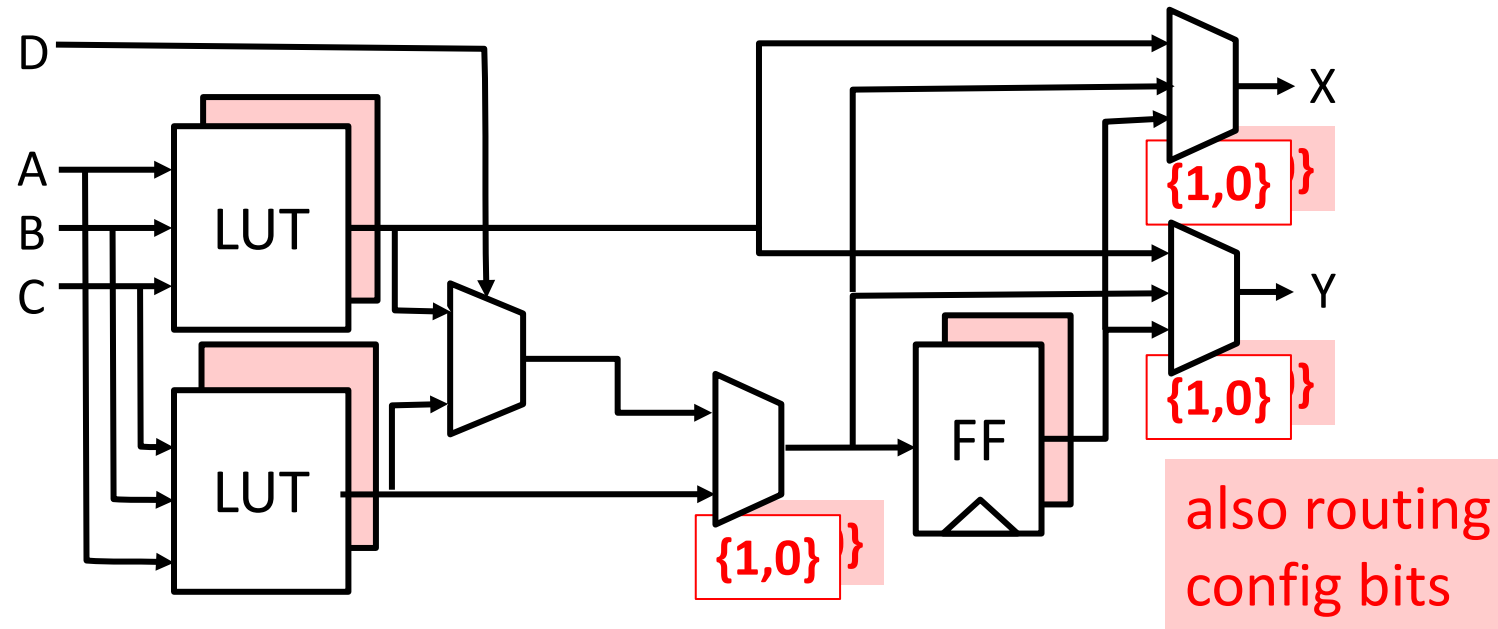 D
X
A
{1,0} }
LUT
B
C
Y
{1,0} }
FF
LUT
also routing
{1,0} }
config bits